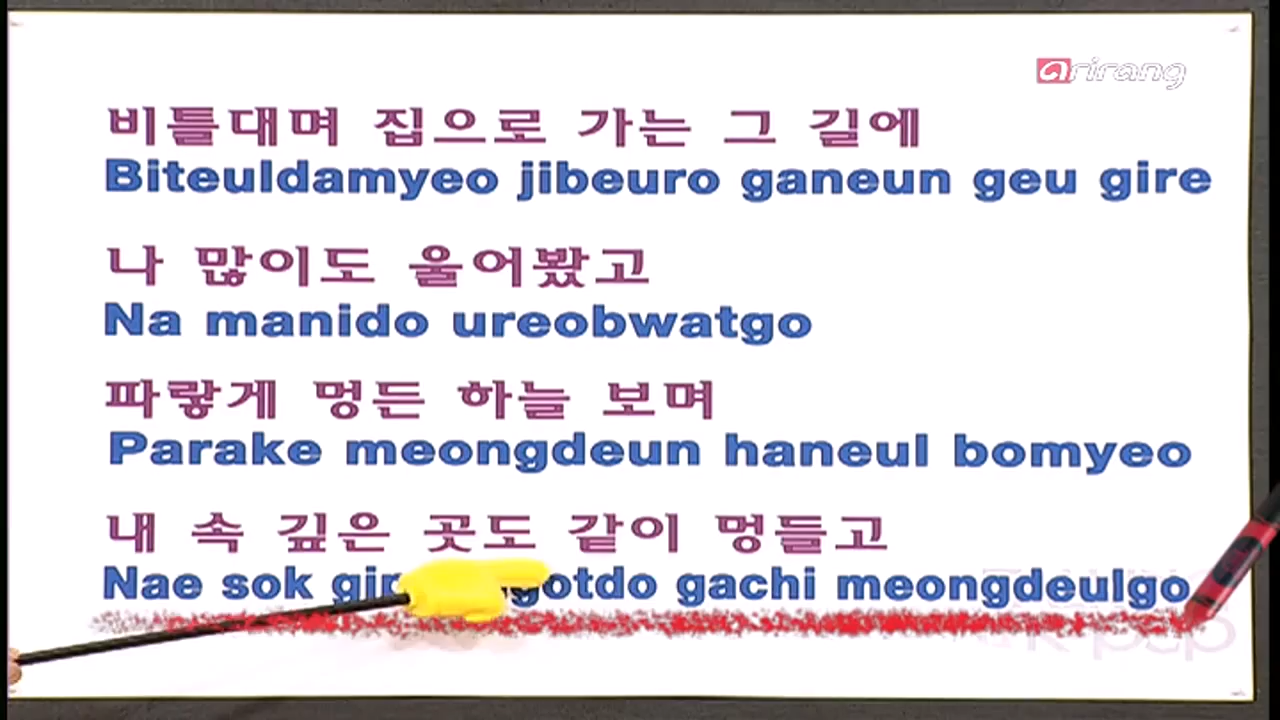 arirang
비틀대며 집으로 가는 그 길에
Biteuldamyeo jibeuro ganeun geu gire
나 많이도 울어봤고
Na manido ureobwatgo
파랗게 멍든 하늘 보며
Parake meongdeun haneul bomyeo
내 속 깊은 곳도 같이 멍들고
Nae sok gotdo gachi meongdeulgo